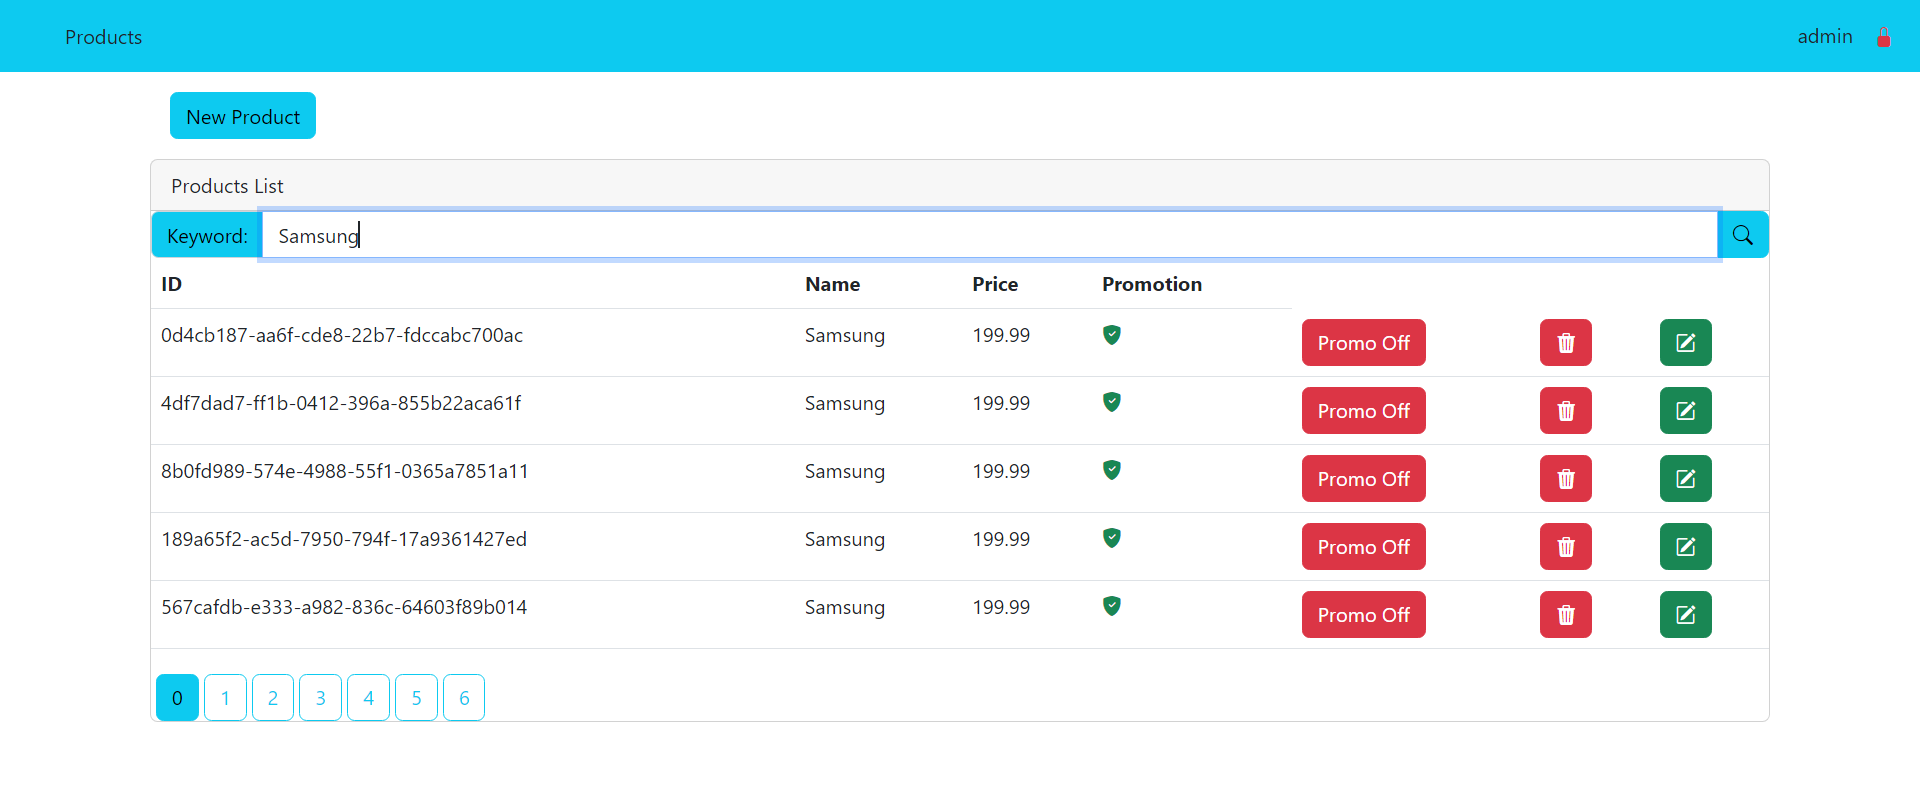 Products admin
New Product
Products List
Keyword: Samsung
ID Name Price Promotion
0d4cb187-aa6f-cde8-22b7-fdccabc700ac Samsung 199.99 Promo Off
4df7dad7-ff1b-0412-396a-855b22aca61f Samsung 199.99 Promo Off
8b0fd989-574e-4988-55f1-0365a7851a11 Samsung 199.99 Promo Off
189a65f2-ac5d-7950-794f-17a9361427ed Samsung 199.99 Promo Off
567cafdb-e333-a982-836c-64603f89b014 Samsung 199.99 Promo Off
0 1 2 3 4 5 6